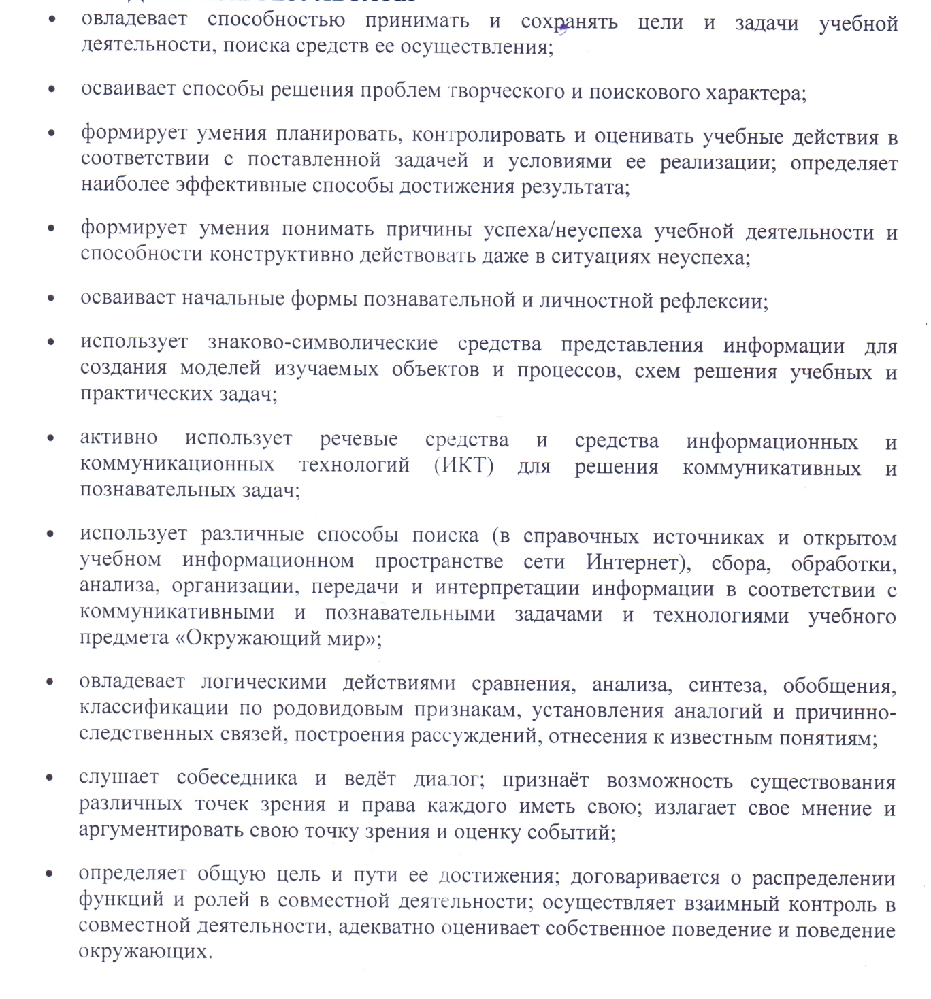 • овладевает способностью принимать и сохранять цели и задачи учебной
деятельности, поиска средств ее осуществления;
• осваивает способы решения проблем творческого и поискового характера;
• формирует умения планировать, контролировать и оценивать учебные действия в
соответствии с поставленной задачей и условиями ее реализации; определяет
наиболее эффективные способы достижения результата;
• формирует умения понимать причины успеха/неуспеха учебной деятельности и
способности конструктивно действовать даже в ситуациях неуспеха;
• осваивает начальные формы познавательной и личностной рефлексии;
• использует знаково-символические средства представления информации для
создания моделей изучаемых объектов и процессов, схем решения учебных и
практических задач;
• активно использует речевые средства и средства информационных и
коммуникационных технологий (ИКТ) для решения коммуникативных и
познавательных задач;
• использует различные способы поиска (в справочных источниках и открытом
учебном информационном пространстве сети Интернет), сбора, обработки,
анализа, организации, передачи и интерпретации информации в соответствии с
коммуникативными и познавательными задачами и технологиями учебного
предмета «Окружающий мир»;
• овладевает логическими действиями сравнения, анализа, синтеза, обобщения,
классификации по родовидовым признакам, установления аналогий и причинно-
следственных связей, построения рассуждений, отнесения к известным понятиям;
• слушает собеседника и ведёт диалог; признаёт возможность существования
различных точек зрения и права каждого иметь свою; излагает свое мнение и
аргументировать свою точку зрения и оценку событий;
• определяет общую цель и пути ее достижения; договаривается о распределении
функций и ролей в совместной деятельности; осуществляет взаимный контроль в
совместной деятельности, адекватно оценивает собственное поведение и поведение
окружающих.